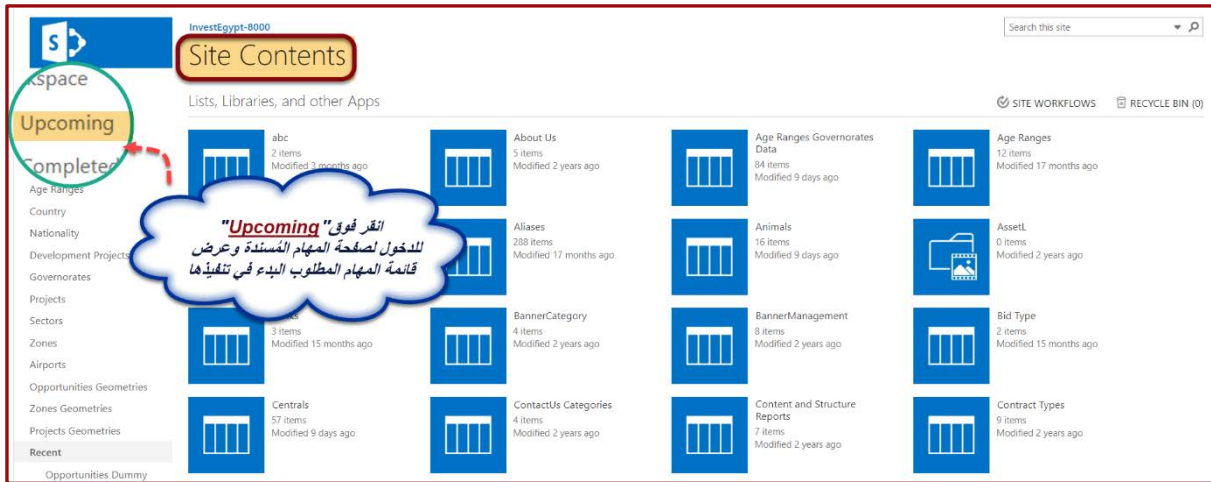 InvestEgypt-8000
Search this site
Site Contents
Upcoming
Completed
Lists, Libraries, and other Apps
SITE WORKFLOWS
RECYCLE BIN (0)
abc
2 items
Modified 3 months ago
About Us
5 items
Modified 2 years ago
Age Ranges Governorates
Data
84 items
Modified 9 days ago
Age Ranges
12 items
Modified 17 months ago
Age Ranges
Country
Nationality
Development Projects
Governorates
Projects
Sectors
Zones
Airports
Opportunities Geometries
Zones Geometries
Projects Geometries
Recent
Opportunities Dummy
انقر فوق "Upcoming"
للدخول لصفحة المهام المُسندة وعرض
قائمة المهام المطلوب البدء في تنفيذها
Aliases
288 items
Modified 17 months ago
Animals
16 items
Modified 9 days ago
AssetL
0 items
Modified 2 years ago
3 items
Modified 15 months ago
BannerCategory
4 items
Modified 2 years ago
BannerManagement
8 items
Modified 2 years ago
Bid Type
2 items
Modified 15 months ago
Centrals
57 items
Modified 9 days ago
ContactUs Categories
4 items
Modified 2 years ago
Content and Structure
Reports
7 items
Modified 2 years ago
Contract Types
9 items
Modified 2 years ago